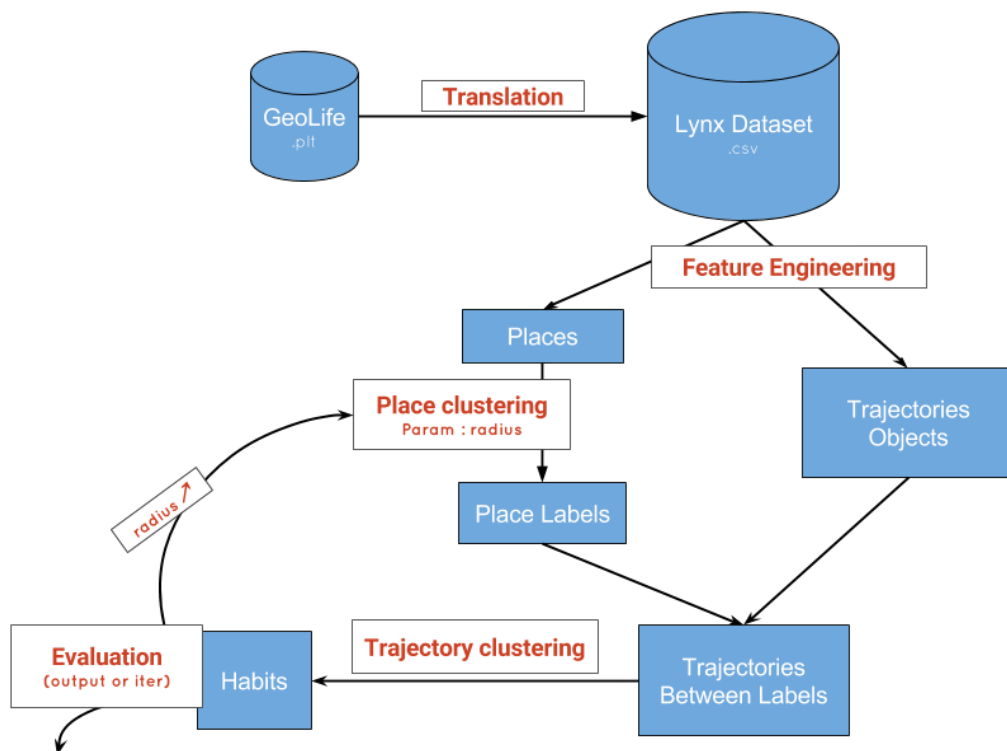 Translation
GeoLife
.plt
Lynx Dataset
.csv
Feature Engineering
Places
Place clustering
Param : radius
Trajectories
Objects
radius ↗
Place Labels
Evaluation
(output or iter)
Habits
Trajectory clustering
Trajectories
Between Labels